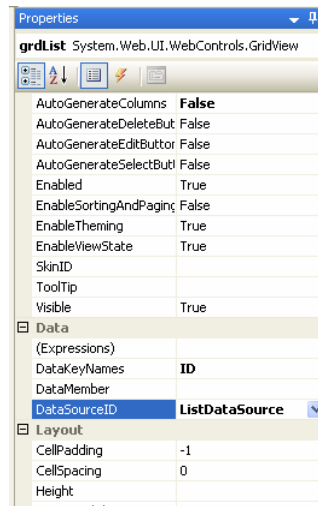 Properties
grdList System.Web.UI.WebControls.GridView
AutoGenerateColumns False
AutoGenerateDeleteBut False
AutoGenerateEditButtor False
AutoGenerateSelectButt False
Enabled True
EnableSortingAndPaging False
EnableTheming True
EnableViewState True
SkinID
ToolTip
Visible True
Data
(Expressions)
DataKeyNames ID
DataMember
DataSourceID ListDataSource
Layout
CellPadding -1
CellSpacing 0
Height